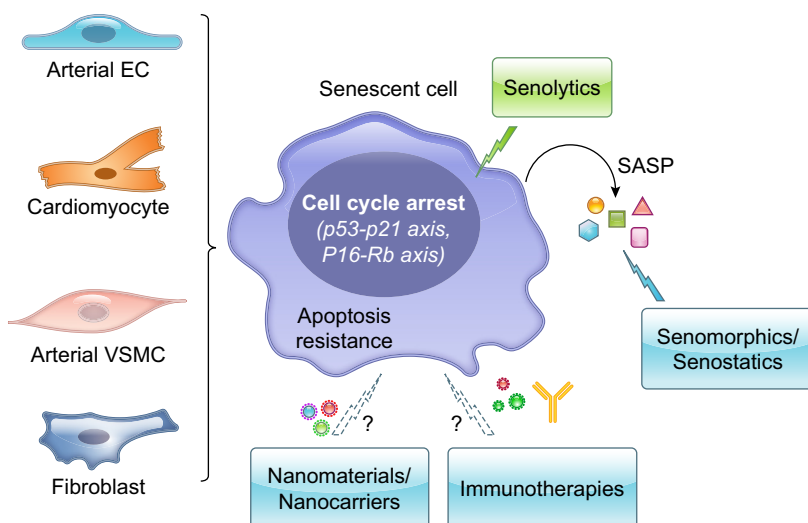 Arterial EC
Cardiomyocyte
Arterial VSMC
Fibroblast
Senescent cell
Senolytics
SASP
Cell cycle arrest
(p53-p21 axis,
P16-Rb axis)
Apoptosis
resistance
Senomorphics/
Senostatics
?
?
Nanomaterials/
Nanocarriers
Immunotherapies